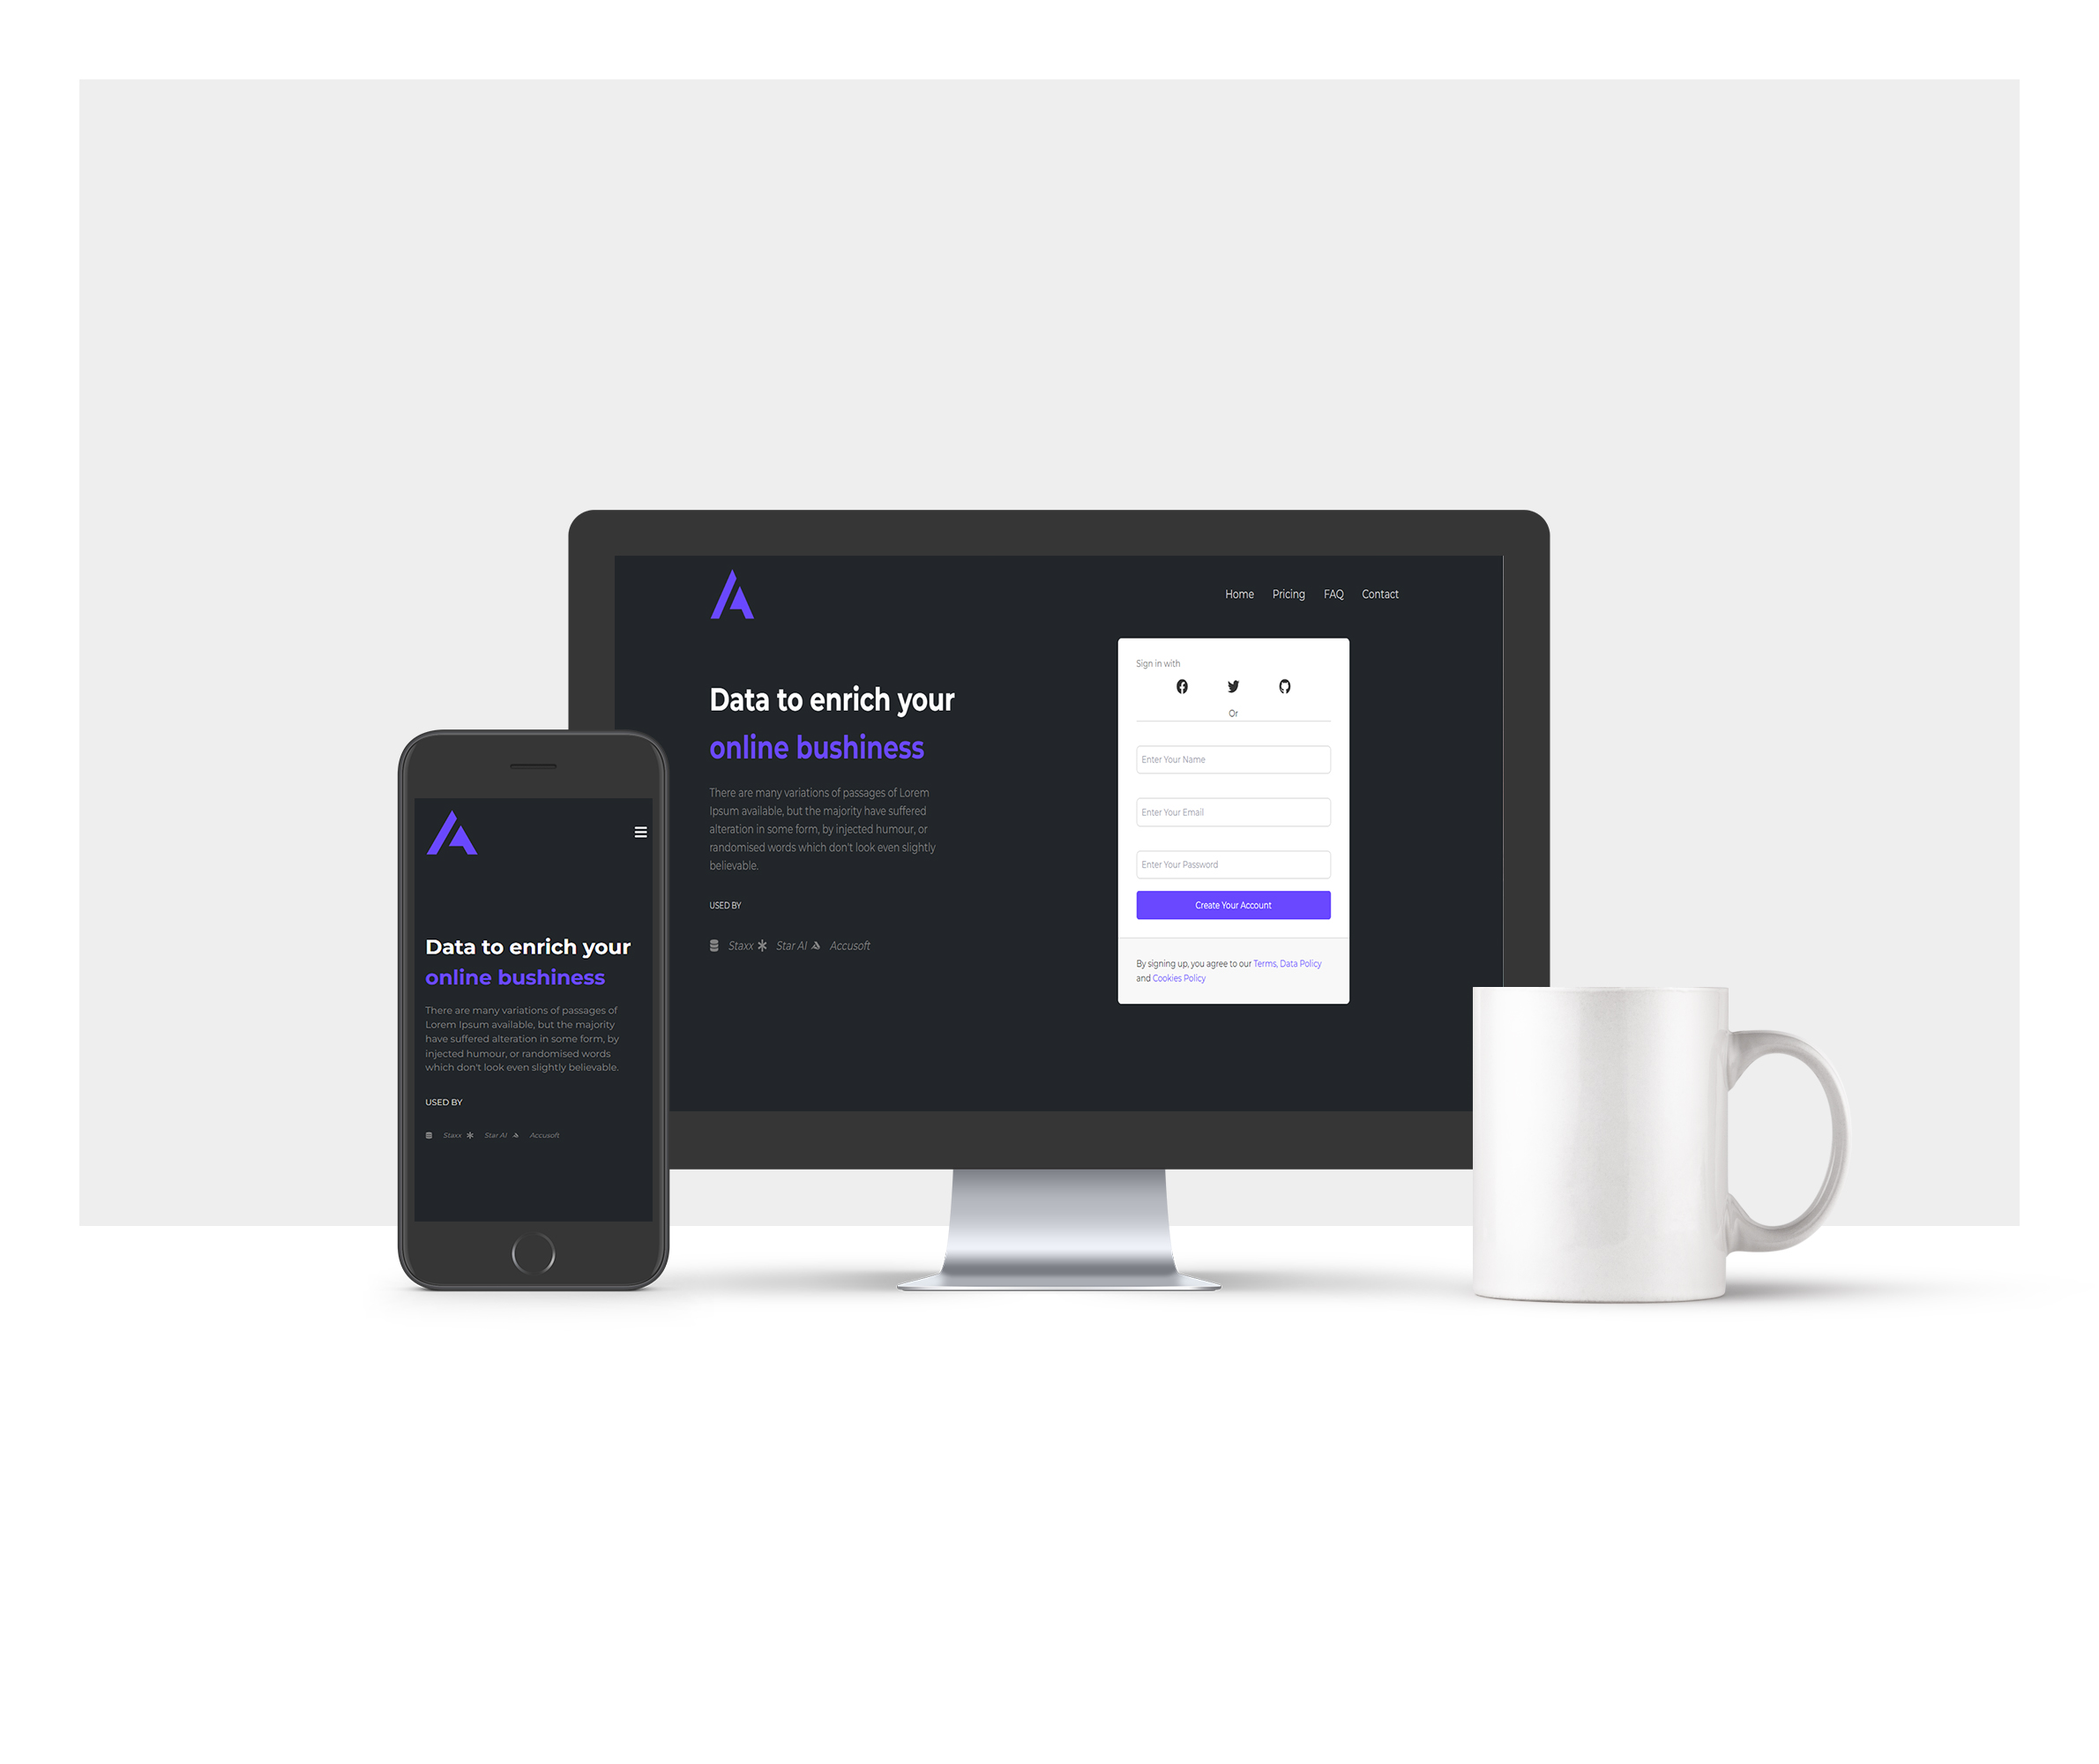 Home Pricing FAQ Contact
Data to enrich your
online bushiness
There are many variations of passages of Lorem
Ipsum available, but the majority have suffered
alteration in some form, by injected humour, or
randomised words which don't look even slightly
believable.
USED BY
Staxx Star AI Accusoft
Sign in with
Or
Enter Your Name
Enter Your Email
Enter Your Password
Create Your Account
By signing up, you agree to our Terms, Data Policy
and Cookies Policy
Data to enrich your
online bushiness
There are many variations of passages of
Lorem Ipsum available, but the majority
have suffered alteration in some form, by
injected humour, or randomised words
which don't look even slightly believable.
USED BY
Staxx Star AI Accusoft